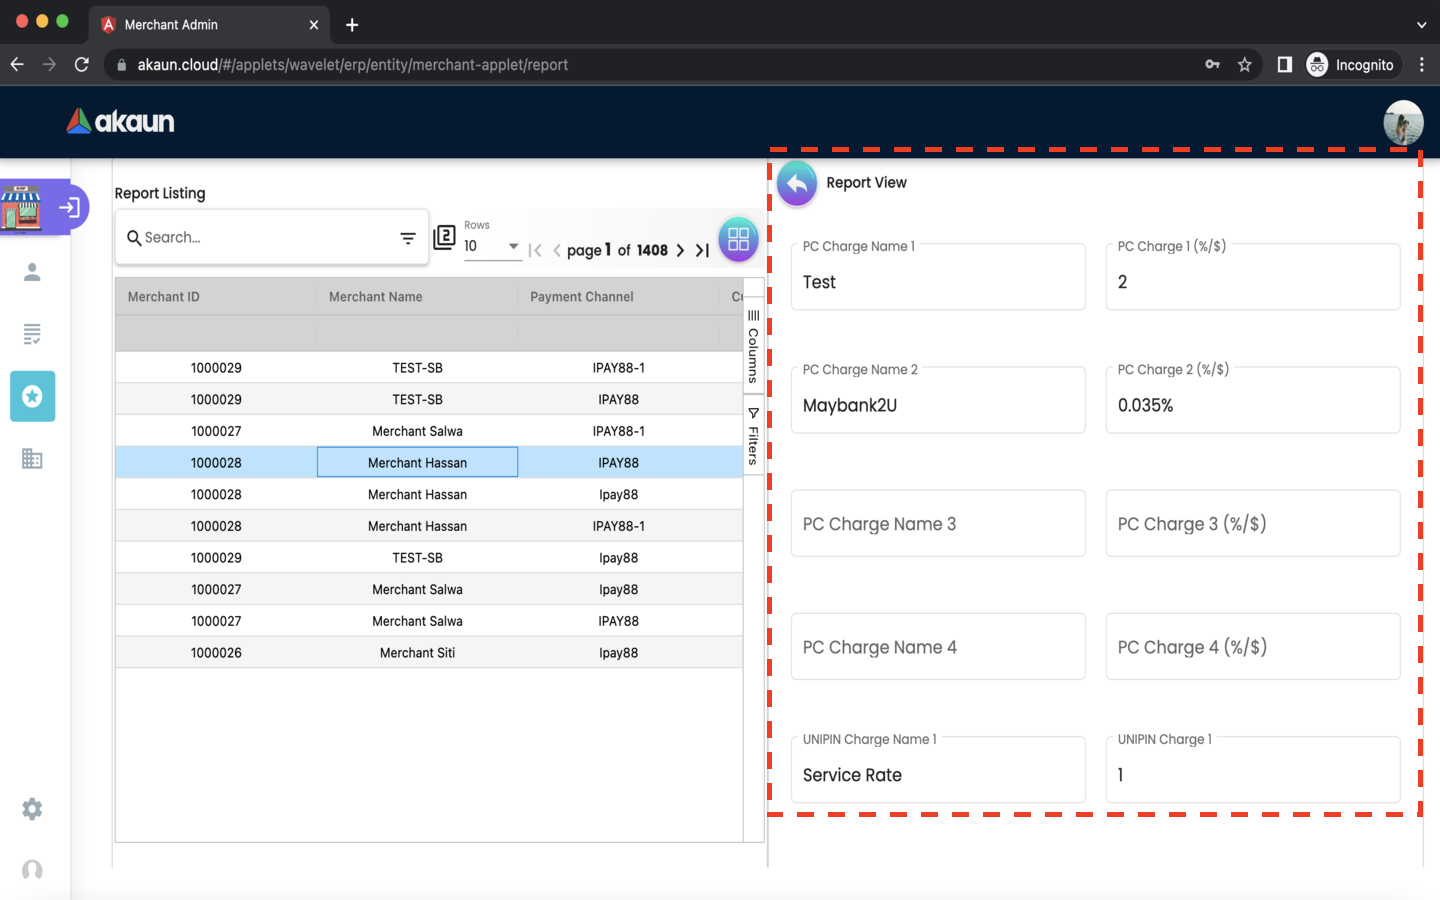 Merchant Admin
akaun.cloud/#/applets/wavelet/erp/entity/merchant-applet/report
Incognito
akaun
SHOP
Report Listing
Search...
2
Rows
10
page 1 of 1408
Merchant ID Merchant Name Payment Channel Cu
1000029 TEST-SB IPAY88-1
1000029 TEST-SB IPAY88
1000027 Merchant Salwa IPAY88-1
1000028 Merchant Hassan IPAY88
1000028 Merchant Hassan Ipay88
1000028 Merchant Hassan IPAY88-1
1000029 TEST-SB Ipay88
1000027 Merchant Salwa Ipay88
1000027 Merchant Salwa IPAY88
1000026 Merchant Siti Ipay88
Columns
Filters
Report View
PC Charge Name 1 PC Charge 1 (%/$)
Test 2
PC Charge Name 2 PC Charge 2 (%/$)
Maybank2U 0.035%
PC Charge Name 3 PC Charge 3 (%/$)
PC Charge Name 4 PC Charge 4 (%/$)
UNIPIN Charge Name 1 UNIPIN Charge 1
Service Rate 1